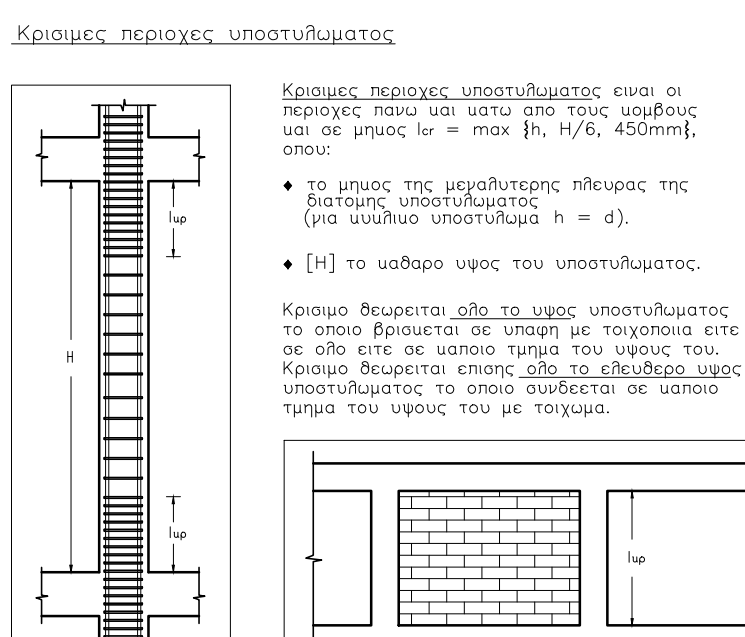 Κρισιμες περιοχες υποστυλωματος
Κρισιμες περιοχες υποστυλωματος ειναι οι
περιοχες πανω και κατω απο τους κομβους
και σε μηκος lcr = max {h, H/6, 450mm},
οπου:
♦ το μηκος της μεγαλυτερης πλευρας της
διατομης υποστυλωματος
(για κυκλικο υποστυλωμα h = d).
♦ [H] το καθαρο υψος του υποστυλωματος.
Κρισιμο θεωρειται ολο το υψος υποστυλωματος
το οποιο βρισκεται σε υπαφη με τοιχοποιια ειτε
σε ολο ειτε σε καποιο τμημα του υψους του.
Κρισιμο θεωρειται επισης ολο το ελευθερο υψος
υποστυλωματος το οποιο συνδεεται σε καποιο
τμημα του υψους του με τοιχωμα.
lκρ
H
lκρ
lκρ